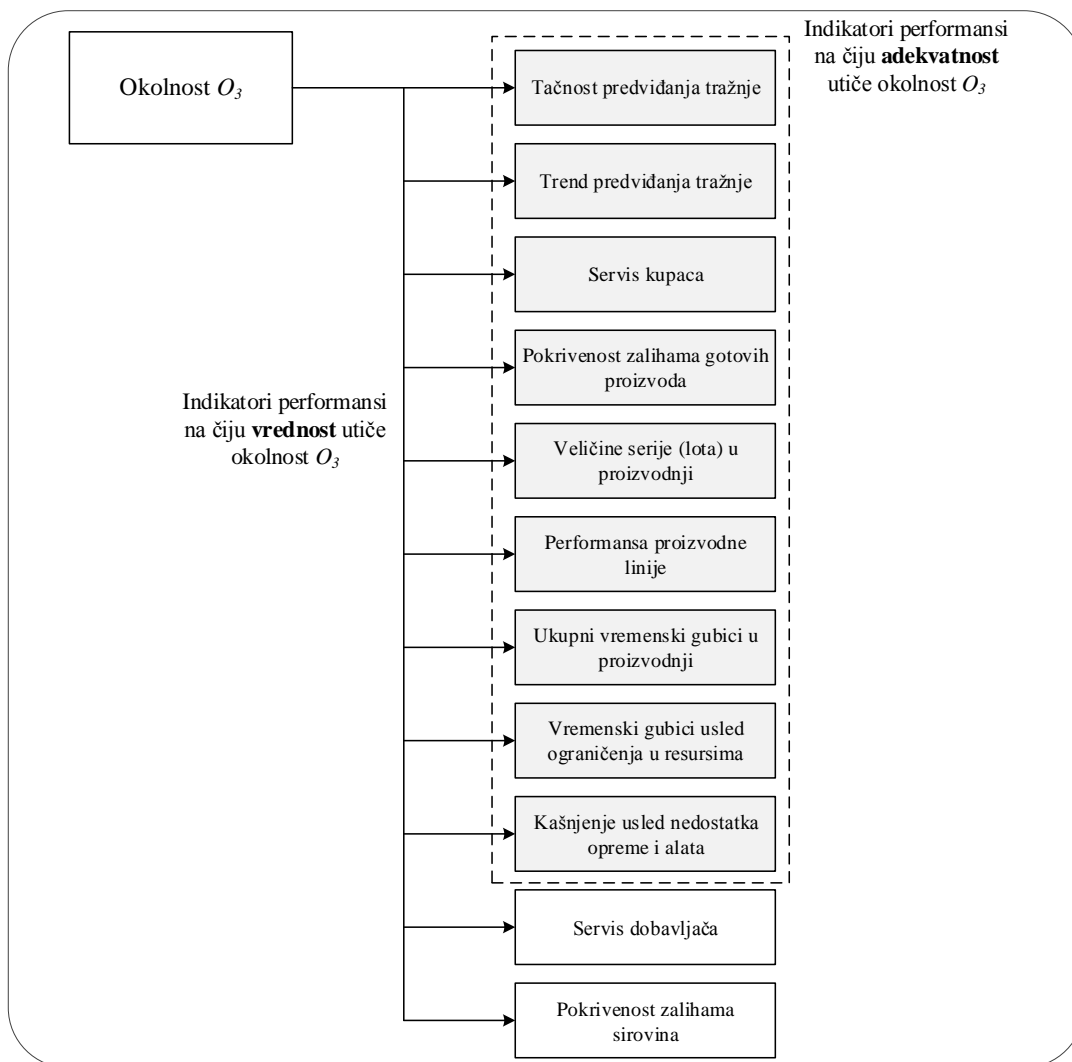 Okolnost O3
Indikatori performansi
na čiju adekvatnost
utiče okolnost O3
Tačnost predviđanja tražnje
Trend predviđanja tražnje
Servis kupaca
Pokrivenost zalihama gotovih
proizvoda
Indikatori performansi
na čiju vrednost utiče
okolnost O3
Veličine serije (lota) u
proizvodnji
Performansa proizvodne
linije
Ukupni vremenski gubici u
proizvodnji
Vremenski gubici usled
ograničenja u resursima
Kašnjenje usled nedostatka
opreme i alata
Servis dobavljača
Pokrivenost zalihama
sirovina